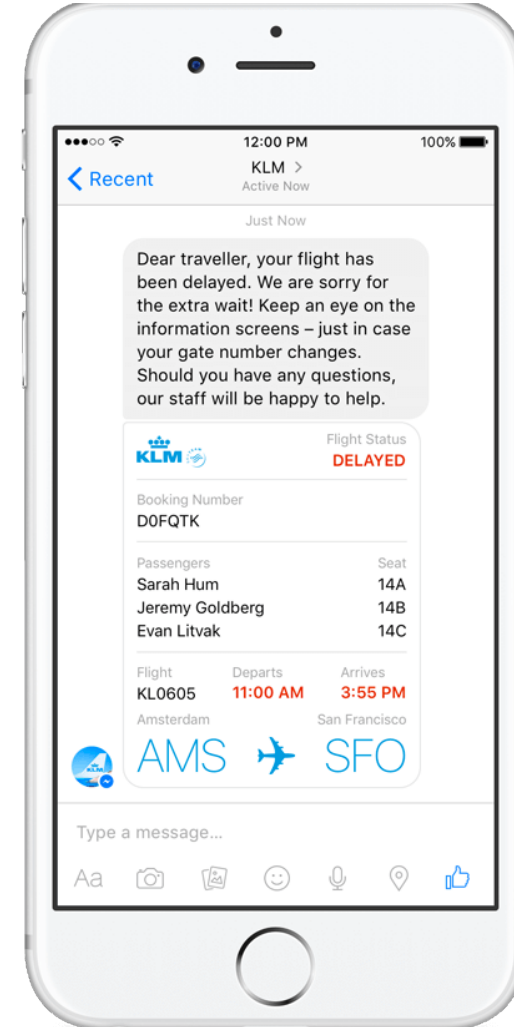 12:00 PM
100%
Recent
KLM >
Active Now
Just Now
Dear traveller, your flight has
been delayed. We are sorry for
the extra wait! Keep an eye on the
information screens – just in case
your gate number changes.
Should you have any questions,
our staff will be happy to help.
KLM
Flight Status
DELAYED
Booking Number
D0FQTK
Passengers Seat
Sarah Hum 14A
Jeremy Goldberg 14B
Evan Litvak 14C
Flight Departs Arrives
KL0605 11:00 AM 3:55 PM
Amsterdam San Francisco
AMS SFO
KLM
Type a message...
Aa